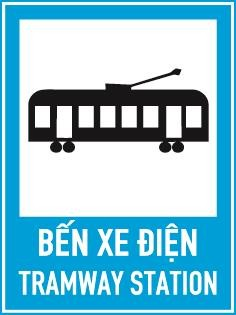 BẾN XE ĐIỆN
TRAMWAY STATION